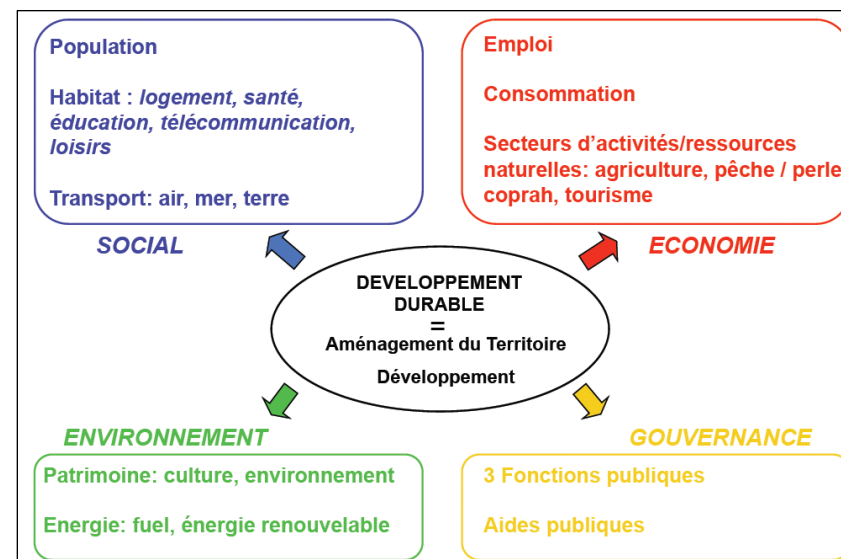 Population
Habitat : logement, santé,
éducation, télécommunication,
loisirs
Transport: air, mer, terre
SOCIAL
Emploi
Consommation
Secteurs d'activités/ressources
naturelles: agriculture, pêche / perle
coprah, tourisme
ECONOMIE
DEVELOPPEMENT
DURABLE
=
Aménagement du Territoire
Développement
ENVIRONNEMENT
Patrimoine: culture, environnement
Energie: fuel, énergie renouvelable
GOUVERNANCE
3 Fonctions publiques
Aides publiques